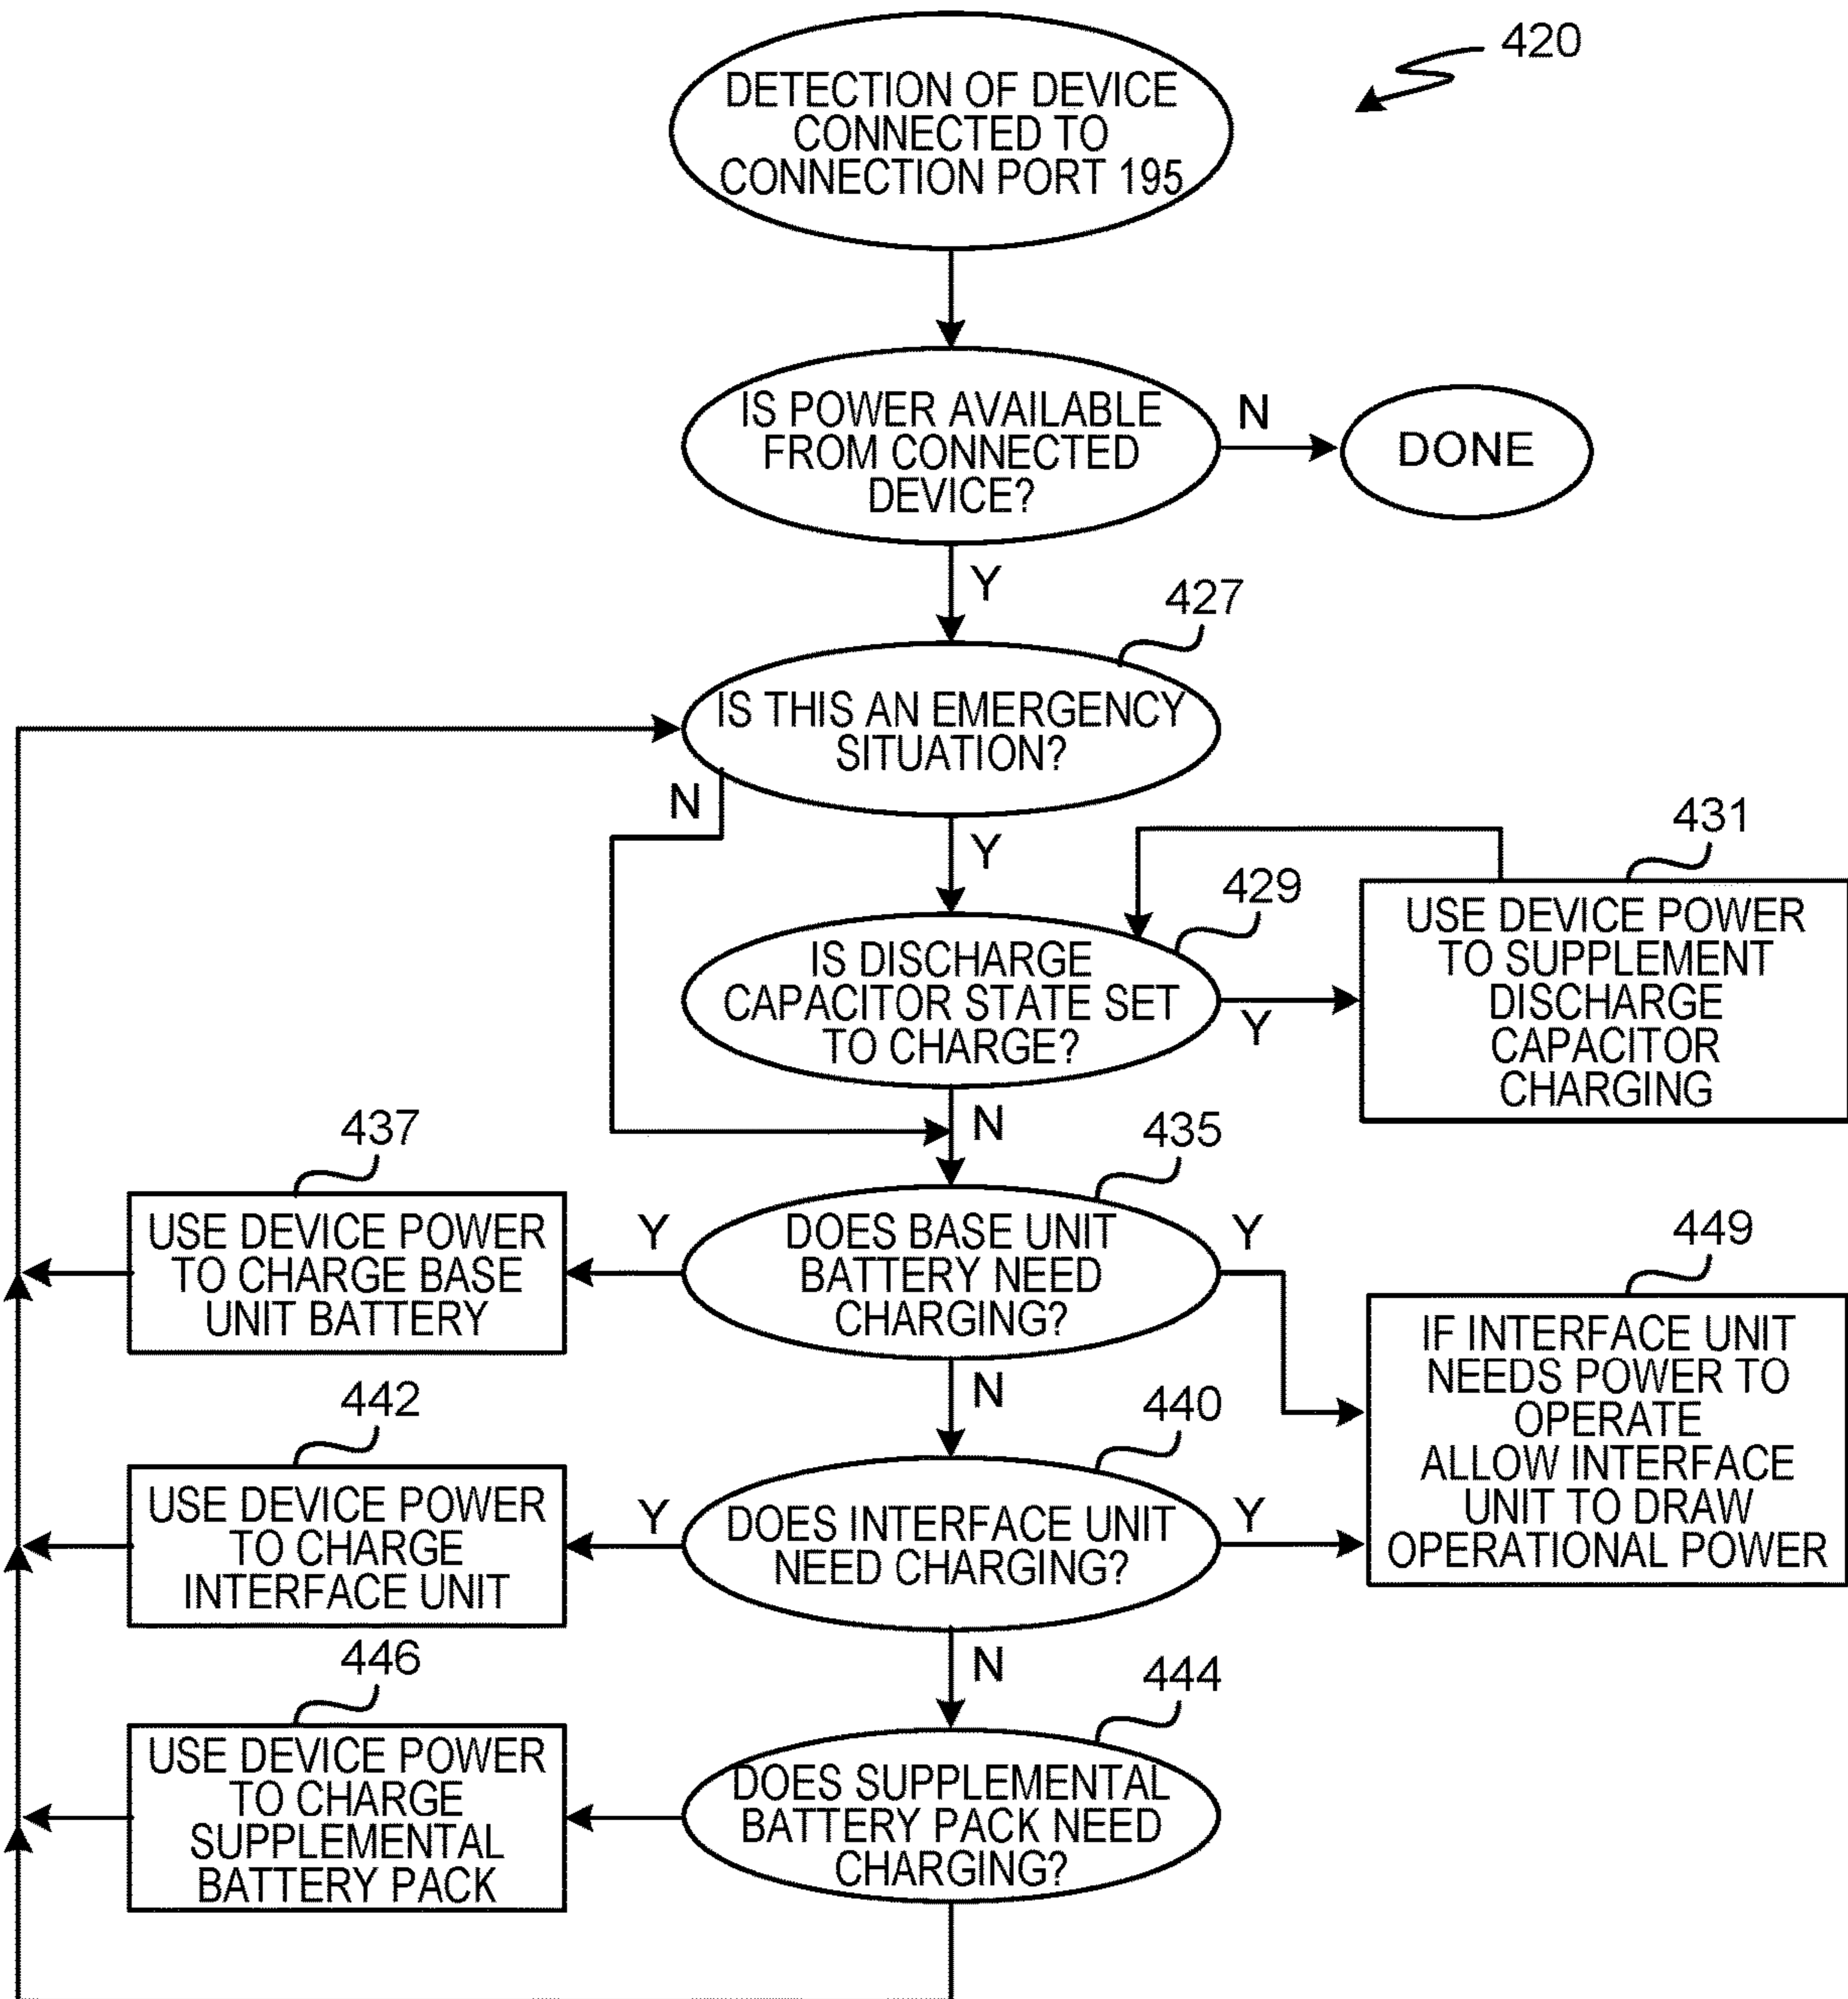 420
DETECTION OF DEVICE
CONNECTED TO
CONNECTION PORT 195
IS POWER AVAILABLE
FROM CONNECTED
DEVICE?
N
DONE
Y
427
IS THIS AN EMERGENCY
SITUATION?
N
Y
431
429
USE DEVICE POWER
TO SUPPLEMENT
DISCHARGE
CAPACITOR
CHARGING
IS DISCHARGE
CAPACITOR STATE SET
TO CHARGE?
Y
N
437
435
USE DEVICE POWER
TO CHARGE BASE
UNIT BATTERY
Y
DOES BASE UNIT
BATTERY NEED
CHARGING?
Y
449
IF INTERFACE UNIT
NEEDS POWER TO
OPERATE
ALLOW INTERFACE
UNIT TO DRAW
OPERATIONAL POWER
N
442
440
USE DEVICE POWER
TO CHARGE
INTERFACE UNIT
Y
DOES INTERFACE UNIT
NEED CHARGING?
Y
N
446
444
USE DEVICE POWER
TO CHARGE
SUPPLEMENTAL
BATTERY PACK
DOES SUPPLEMENTAL
BATTERY PACK NEED
CHARGING?